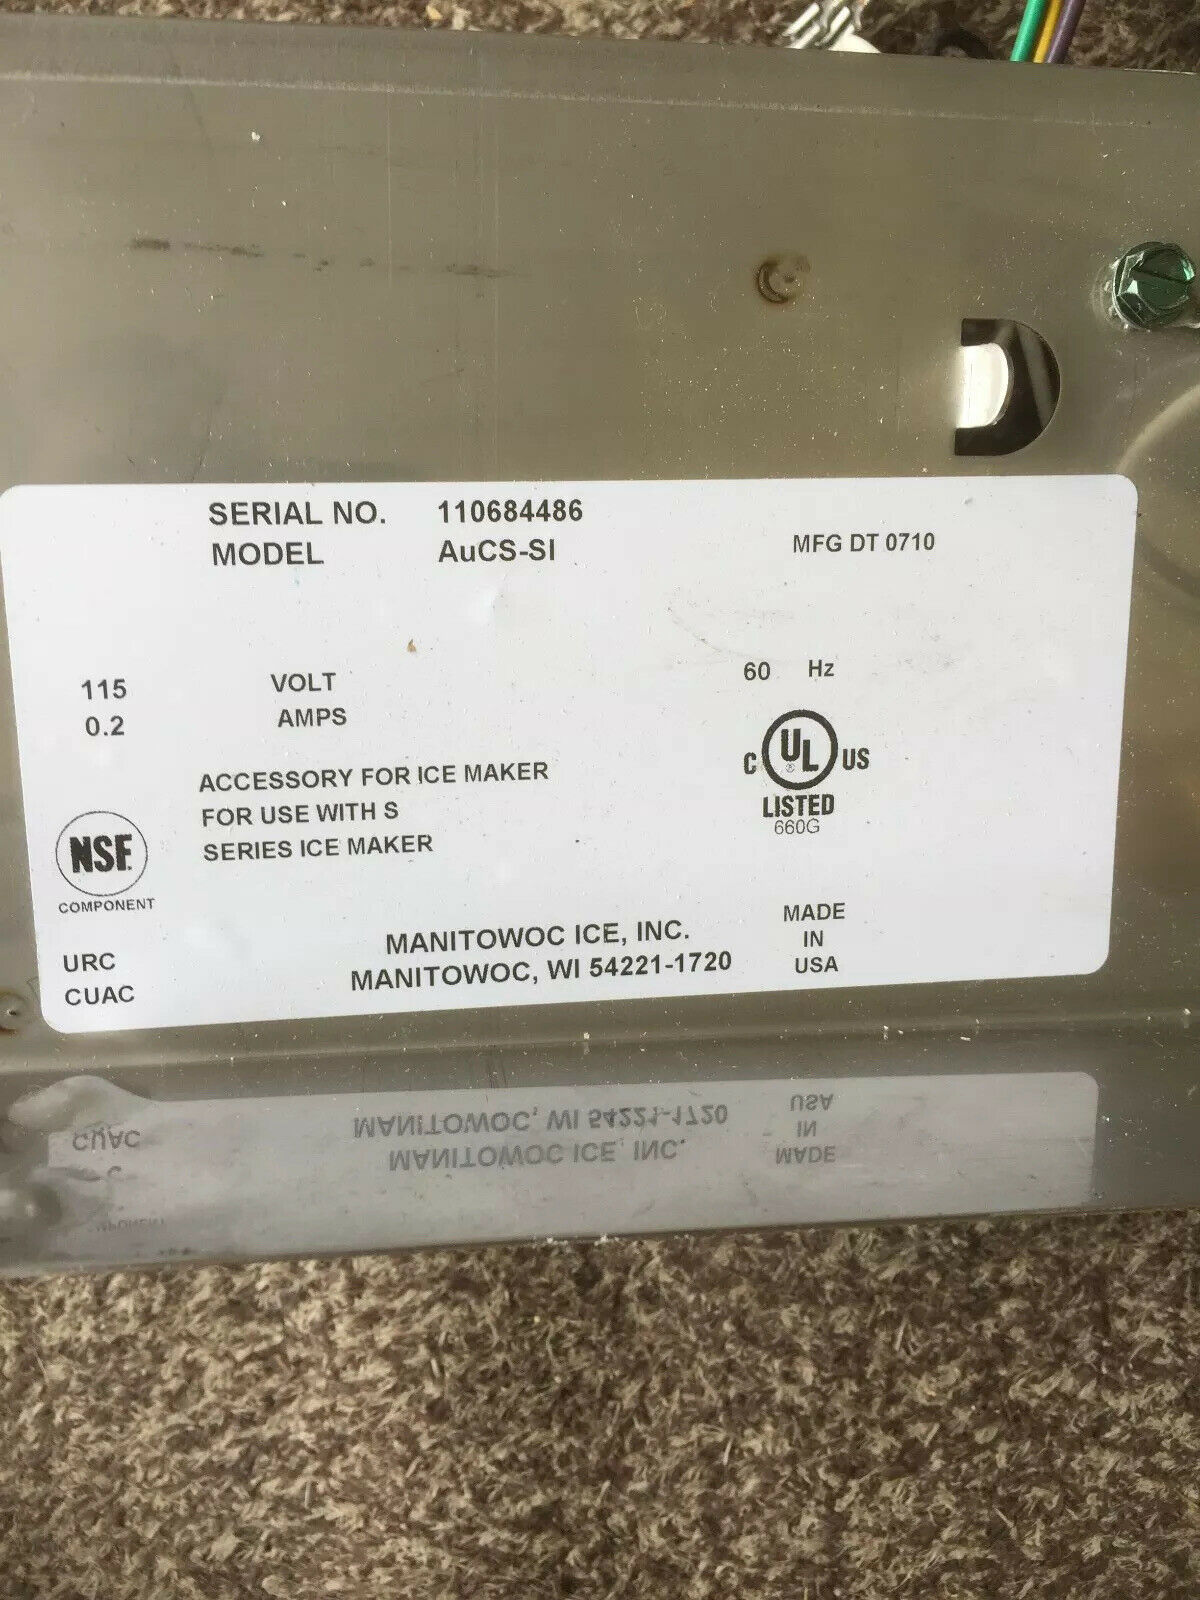 SERIAL NO. 110684486
MODEL AuCS-SI
MFG DT 0710
115 VOLT
0.2 AMPS
60 Hz
ACCESSORY FOR ICE MAKER
FOR USE WITH S
SERIES ICE MAKER
C UL ® US
LISTED
660G
NSF.
COMPONENT
URC
CUAC
MANITOWOC ICE, INC.
MANITOWOC, WI 54221-1720
MADE
IN
USA